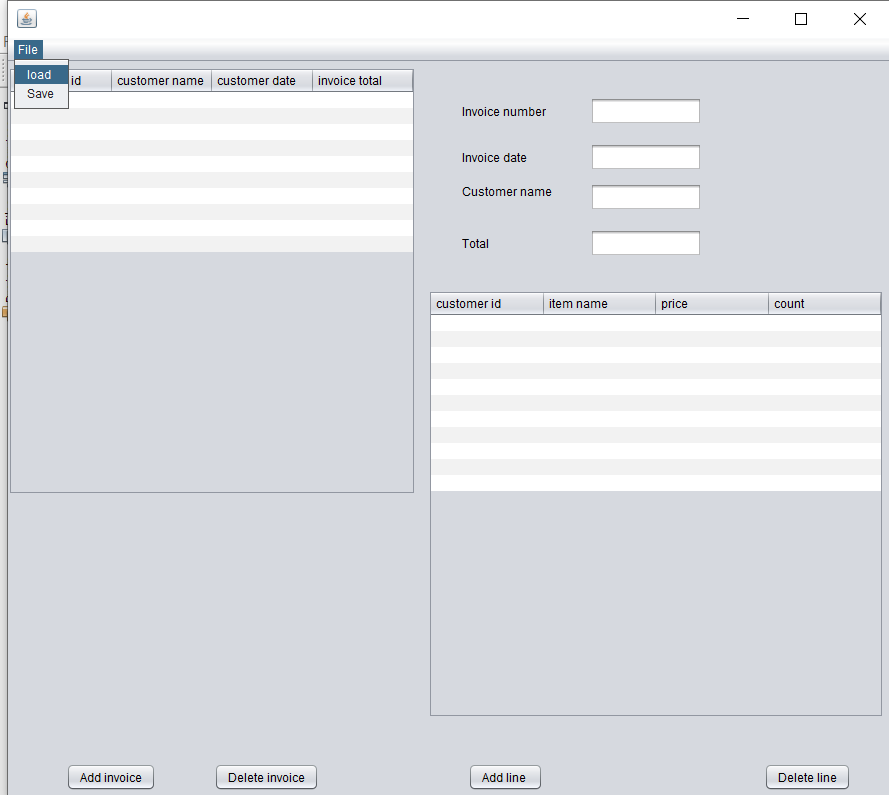 File
load
Save
id
customer name
customer date
invoice total
Invoice number
Invoice date
Customer name
Total
customer id
item name
price
count
Add invoice
Delete invoice
Add line
Delete line